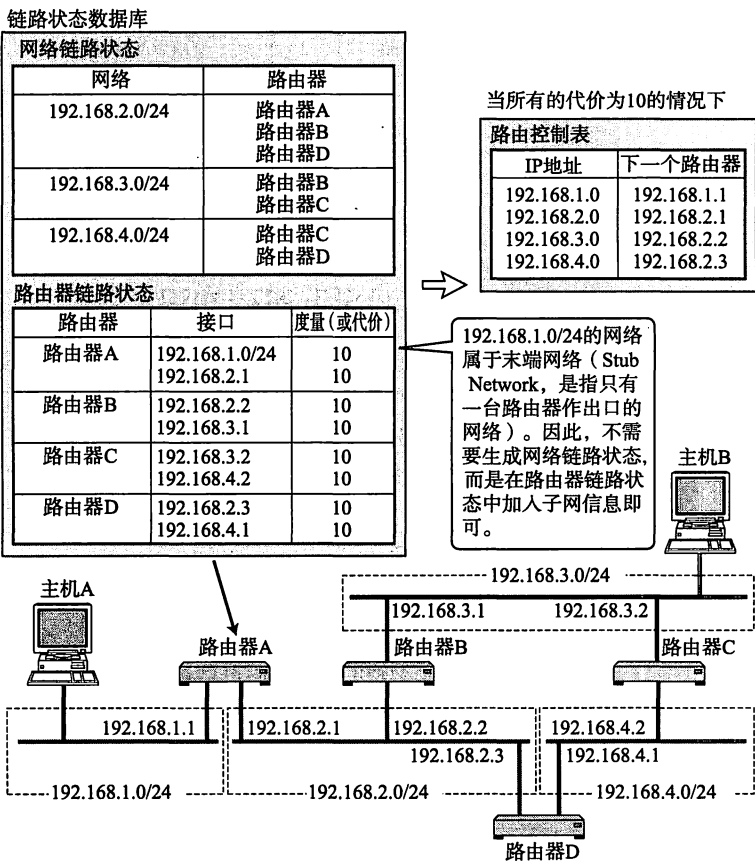 链路状态数据库
网络链路状态
网络 路由器
192.168.2.0/24 路由器A
路由器B
路由器D
192.168.3.0/24 路由器B
路由器C
192.168.4.0/24 路由器C
路由器D
路由器链路状态
路由器 接口 度量(或代价)
路由器A 192.168.1.0/24 10
192.168.2.1 10
路由器B 192.168.2.2 10
192.168.3.1 10
路由器C 192.168.3.2 10
192.168.4.2 10
路由器D 192.168.2.3 10
192.168.4.1 10
当所有的代价为10的情况下
路由控制表
IP地址 下一个路由器
192.168.1.0 192.168.1.1
192.168.2.0 192.168.2.1
192.168.3.0 192.168.2.2
192.168.4.0 192.168.2.3
192.168.1.0/24的网络
属于末端网络（Stub
Network，是指只有
一台路由器作出口的
网络）。因此，不需
要生成网络链路状态,
而是在路由器链路状
态中加入子网信息即
可。
主机B
192.168.3.0/24
主机A
192.168.3.1 192.168.3.2
路由器A 路由器B 路由器C
192.168.1.1 192.168.2.1 192.168.2.2 192.168.4.2
192.168.2.3 192.168.4.1
192.168.1.0/24 192.168.2.0/24 192.168.4.0/24
路由器D